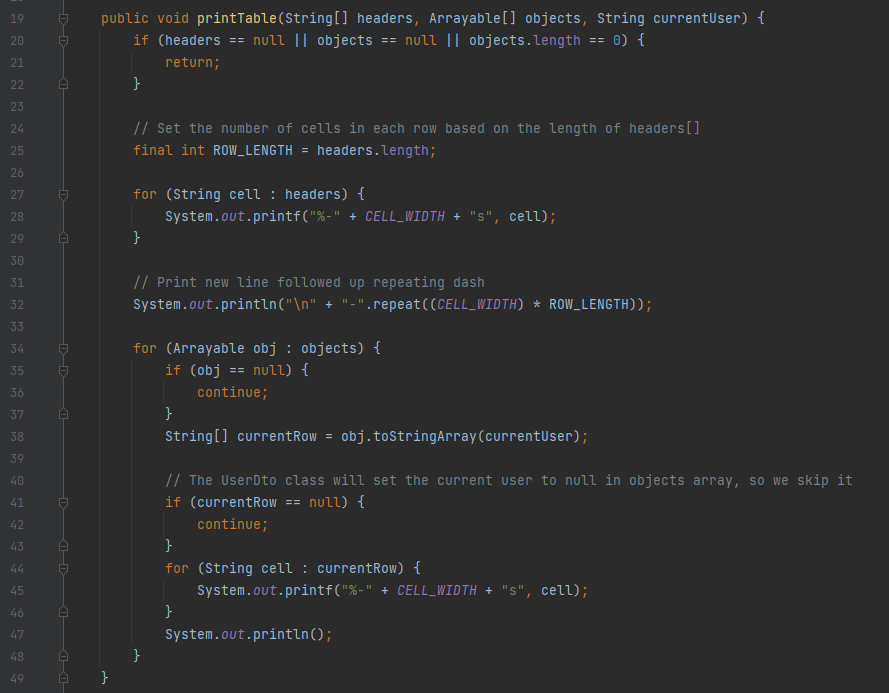 19 public void printTable(String[] headers, Arrayable[] objects, String currentUser) {
20 if (headers == null || objects == null || objects.length == 0) {
21 return;
22 }
23
24 // Set the number of cells in each row based on the length of headers[]
25 final int ROW_LENGTH = headers.length;
26
27 for (String cell : headers) {
28 System.out.printf("%-" + CELL_WIDTH + "s", cell);
29 }
30
31 // Print new line followed up repeating dash
32 System.out.println("\n" + "-".repeat((CELL_WIDTH) * ROW_LENGTH));
33
34 for (Arrayable obj : objects) {
35 if (obj == null) {
36 continue;
37 }
38 String[] currentRow = obj.toStringArray(currentUser);
39
40 // The UserDto class will set the current user to null in objects array, so we skip it
41 if (currentRow == null) {
42 continue;
43 }
44 for (String cell : currentRow) {
45 System.out.printf("%-" + CELL_WIDTH + "s", cell);
46 }
47 System.out.println();
48 }
49 }